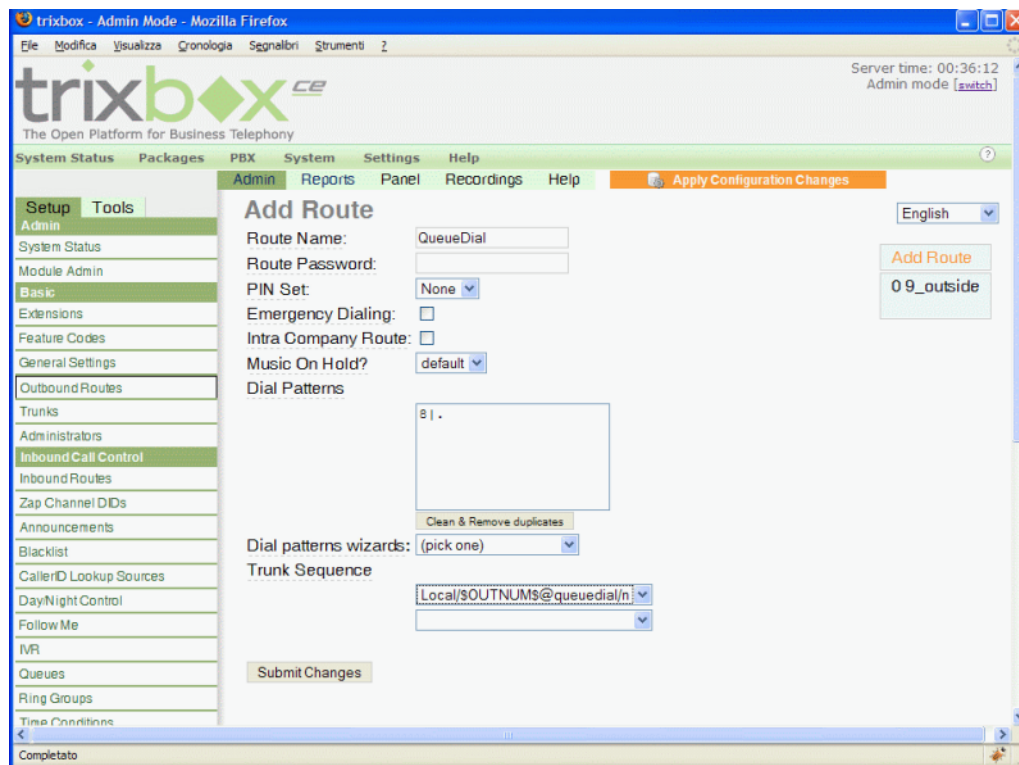 trixbox - Admin Mode - Mozilla Firefox
File Modifica Visualizza Cronologia Segnalibri Strumenti ?
trixbox ce
The Open Platform for Business Telephony
Server time: 00:36:12
Admin mode [switch]
System Status Packages PBX System Settings Help ?
Admin Reports Panel Recordings Help Apply Configuration Changes
Setup Tools
Admin
System Status
Module Admin
Basic
Extensions
Feature Codes
General Settings
Outbound Routes
Trunks
Administrators
Inbound Call Control
Inbound Routes
Zap Channel DIDs
Announcements
Blacklist
CallerID Lookup Sources
Day/Night Control
Follow Me
IVR
Queues
Ring Groups
Time Conditions
Add Route
Route Name: QueueDial
Route Password:
PIN Set: None
Emergency Dialing:
Intra Company Route:
Music On Hold? default
Dial Patterns
8|.
Clean & Remove duplicates
Dial patterns wizards: (pick one)
Trunk Sequence
Local/$OUTNUM$@queuedial/n
Submit Changes
English
Add Route
0 9_outside
Completato